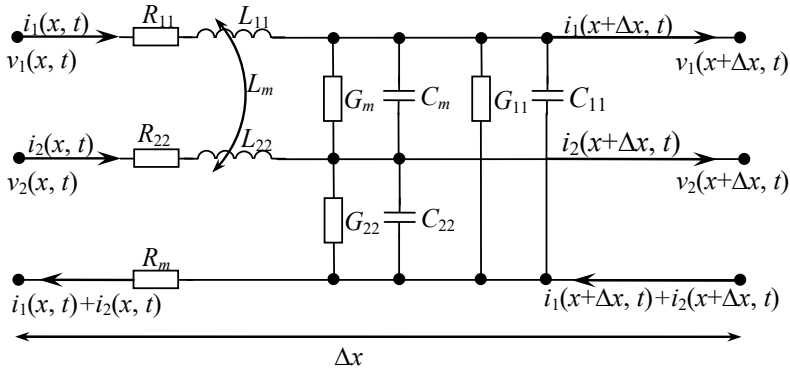 i₁(x, t) R₁₁ L₁₁ i₁(x+Δx, t)
v₁(x, t) v₁(x+Δx, t)
Lₘ Gₘ Cₘ G₁₁ C₁₁
i₂(x, t) R₂₂ L₂₂ i₂(x+Δx, t)
v₂(x, t) v₂(x+Δx, t)
G₂₂ C₂₂
Rₘ
i₁(x, t)+i₂(x, t) i₁(x+Δx, t)+i₂(x+Δx, t)
Δx